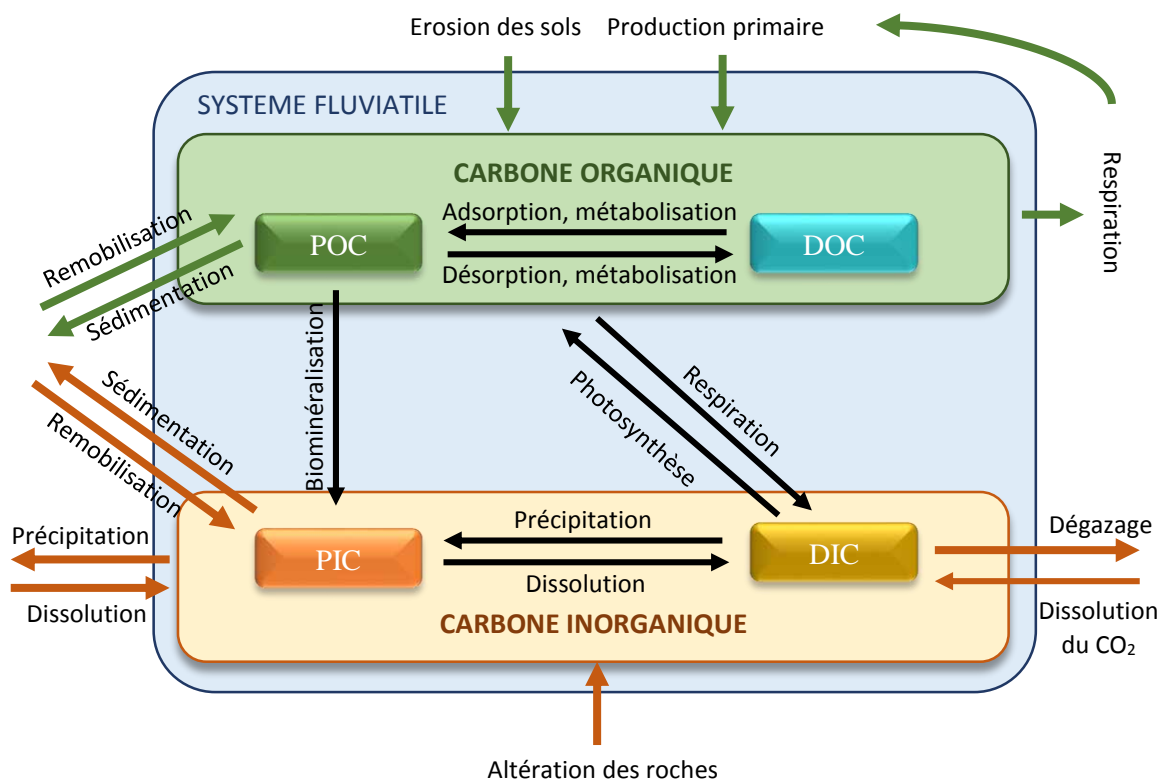 Erosion des sols
Production primaire
SYSTEME FLUVIATILE
CARBONE ORGANIQUE
Respiration
Remobilisation
Sédimentation
POC
Adsorption, métabolisation
Désorption, métabolisation
DOC
Biominéralisation
Respiration
Photosynthèse
Sédimentation
Remobilisation
Précipitation
Dissolution
PIC
Précipitation
Dissolution
DIC
CARBONE INORGANIQUE
Dégazage
Dissolution
du CO₂
Altération des roches